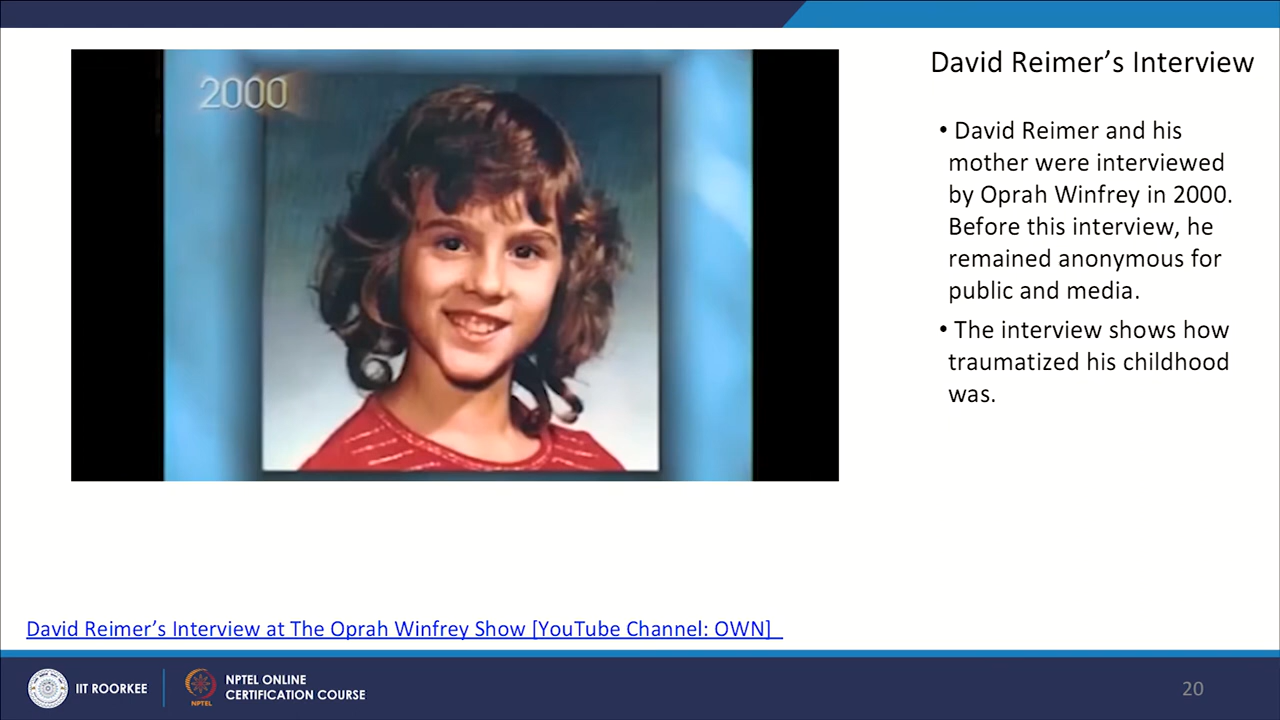 David Reimer’s Interview
2000
• David Reimer and his
mother were interviewed
by Oprah Winfrey in 2000.
Before this interview, he
remained anonymous for
public and media.
• The interview shows how
traumatized his childhood
was.
David Reimer’s Interview at The Oprah Winfrey Show [YouTube Channel: OWN]
IIT ROORKEE
NPTEL
NPTEL ONLINE
CERTIFICATION COURSE
20